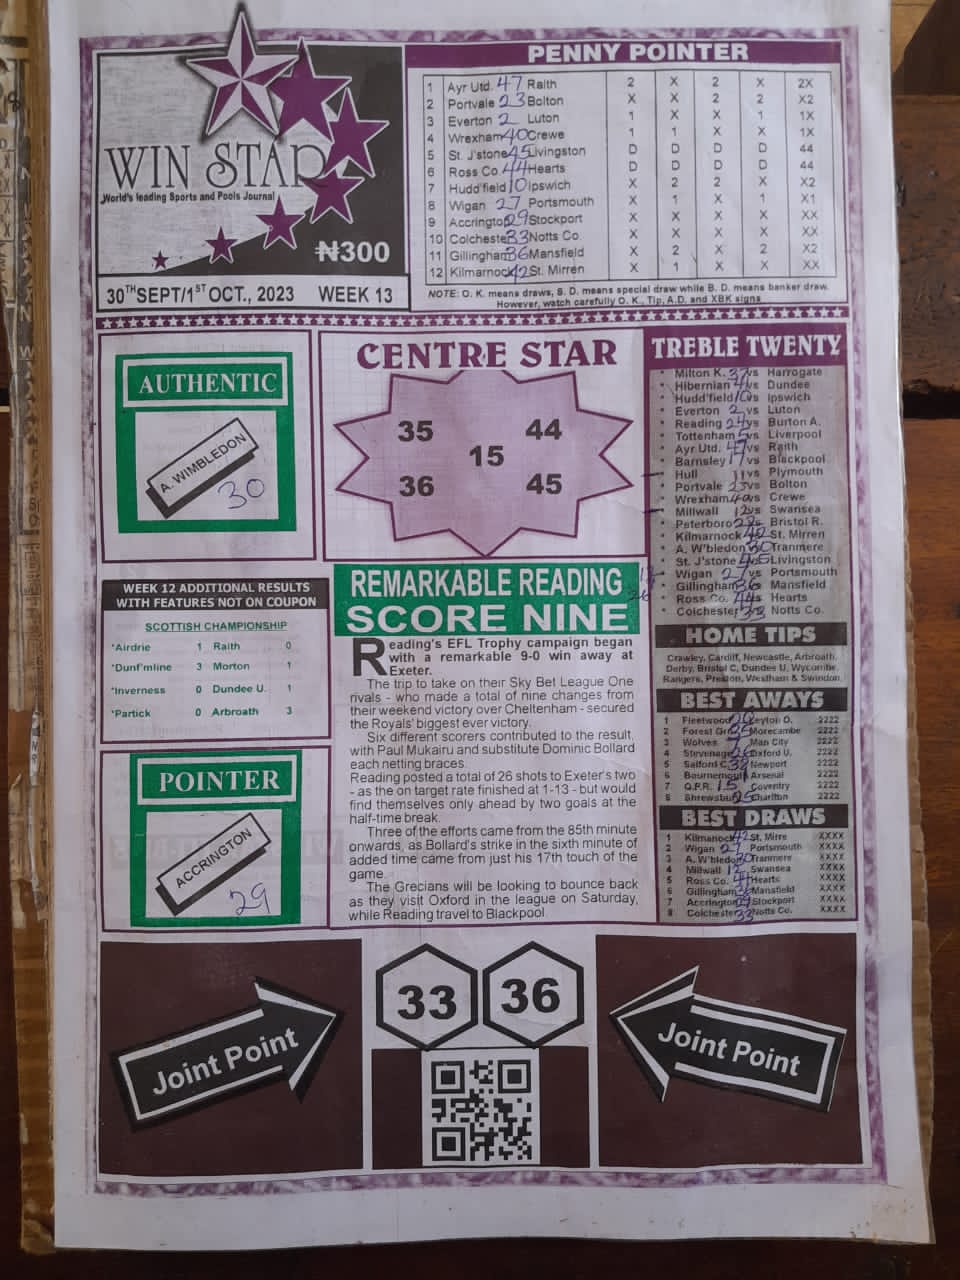 WIN STAR
World's leading Sports and Pools Journal
₦300
30TH SEPT/1ST OCT., 2023 WEEK 13
PENNY POINTER
1 Ayr Utd. 47 Raith 2 X 2 X 2X
2 Portvale 23 Bolton X X 2 2 X2
3 Everton 2 Luton 1 X X 1 1X
4 Wrexham 40 Crewe 1 1 X X 1X
5 St. J'stone 45 Livingston D D D D 44
6 Ross Co. 44 Hearts D D D D 44
7 Hudd'field 10 Ipswich X 2 2 X X2
8 Wigan 27 Portsmouth X 1 X 1 X1
9 Accrington 29 Stockport X X X X XX
10 Colchester 33 Notts Co. X X X X XX
11 Gillingham 36 Mansfield X 2 X 2 X2
12 Kilmarnock 42 St. Mirren X 1 X X XX
NOTE: O. K. means draws, S. D. means special draw while B. D. means banker draw.
However, watch carefully O. K., Tip, A.D. and XBK signs
AUTHENTIC
A. WIMBLEDON
30
CENTRE STAR
35 44
15
36 45
TREBLE TWENTY
* Milton K. 37 vs Harrogate
* Hibernian 41 vs Dundee
* Hudd'field 10 vs Ipswich
* Everton 2 vs Luton
* Reading 24 vs Burton A.
* Tottenham 5 vs Liverpool
* Ayr Utd. 47 vs Raith
* Barnsley 17 vs Blackpool
* Hull 11 vs Plymouth
* Portvale 23 vs Bolton
* Wrexham 40 vs Crewe
* Millwall 12 vs Swansea
* Peterboro 22 vs Bristol R.
* Kilmarnock 42 St. Mirren
* A. W'bledon 30 Tranmere
* St. J'stone 45 Livingston
* Wigan 27 vs Portsmouth
* Gillingham 36 Mansfield
* Ross Co. 44 vs Hearts
* Colchester 33 Notts Co.
WEEK 12 ADDITIONAL RESULTS
WITH FEATURES NOT ON COUPON
SCOTTISH CHAMPIONSHIP
*Airdrie 1 Raith 0
*Dunf'mline 3 Morton 1
*Inverness 0 Dundee U. 1
*Partick 0 Arbroath 3
POINTER
ACCRINGTON
29
REMARKABLE READING
SCORE NINE
Reading's EFL Trophy campaign began
with a remarkable 9-0 win away at
Exeter.
The trip to take on their Sky Bet League One
rivals - who made a total of nine changes from
their weekend victory over Cheltenham - secured
the Royals' biggest ever victory.
Six different scorers contributed to the result,
with Paul Mukairu and substitute Dominic Bollard
each netting braces.
Reading posted a total of 26 shots to Exeter's two
- as the on target rate finished at 1-13 - but would
find themselves only ahead by two goals at the
half-time break.
Three of the efforts came from the 85th minute
onwards, as Bollard's strike in the sixth minute of
added time came from just his 17th touch of the
game.
The Grecians will be looking to bounce back
as they visit Oxford in the league on Saturday,
while Reading travel to Blackpool.
HOME TIPS
Crawley, Cardiff, Newcastle, Arbroath,
Derby, Bristol C, Dundee U, Wycombe,
Rangers, Preston, Westham & Swindon.
BEST AWAYS
1 Fleetwood Leyton O. 2222
2 Forest Gr. Morecambe 2222
3 Wolves 7 Man City 2222
4 Stevenage 26 Oxford U. 2222
5 Salford C. 38 Newport 2222
6 Bournemouth 1 Arsenal 2222
7 Q.P.R. 15 Coventry 2222
8 Shrewsbury 25 Charlton 2222
BEST DRAWS
1 Kilmarnock 42 St. Mirre XXXX
2 Wigan 27 Portsmouth XXXX
3 A. W'bledo 30 Tranmere XXXX
4 Millwall 12 Swansea XXXX
5 Ross Co. 44 Hearts XXXX
6 Gillingham 36 Mansfield XXXX
7 Accrington 29 Stockport XXXX
8 Colchester 33 Notts Co. XXXX
Joint Point
33 36
Joint Point